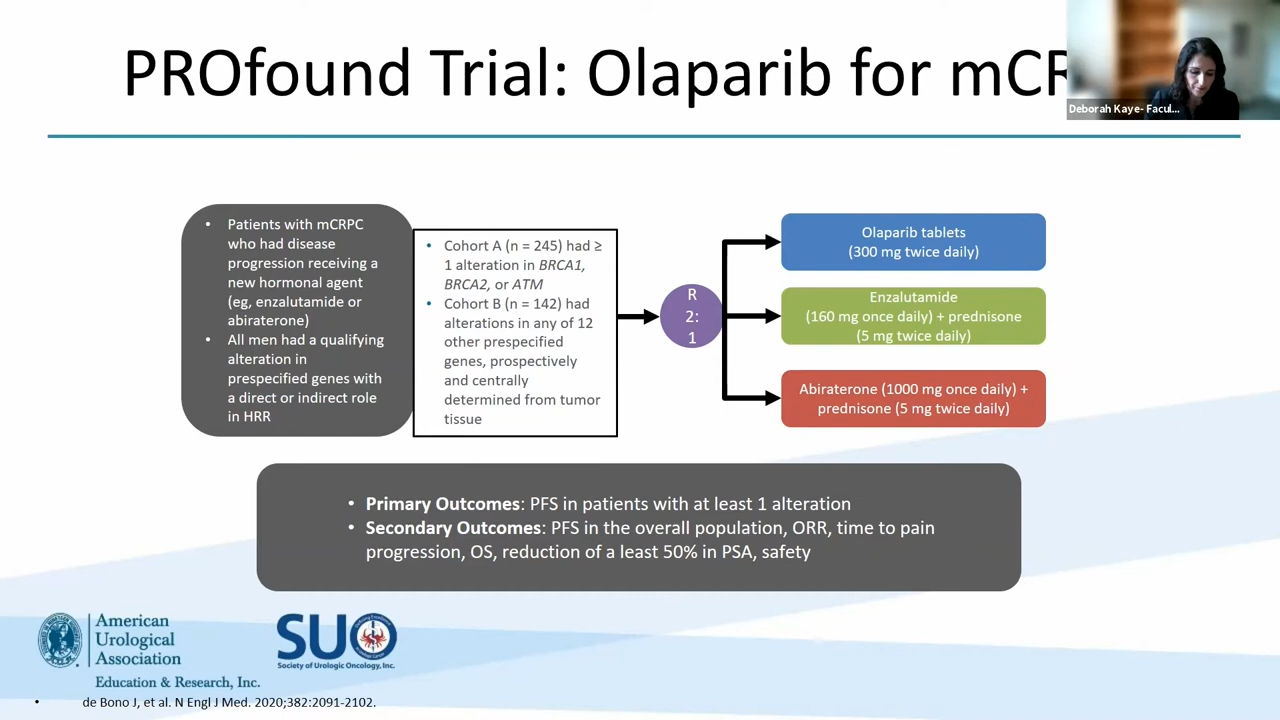 PROfound Trial: Olaparib for mCR
Deborah Kaye- Facul...
• Patients with mCRPC
who had disease
progression receiving a
new hormonal agent
(eg, enzalutamide or
abiraterone)
• All men had a qualifying
alteration in
prespecified genes with
a direct or indirect role
in HRR
• Cohort A (n = 245) had ≥
1 alteration in BRCA1,
BRCA2, or ATM
• Cohort B (n = 142) had
alterations in any of 12
other prespecified
genes, prospectively
and centrally
determined from tumor
tissue
R
2:
1
Olaparib tablets
(300 mg twice daily)
Enzalutamide
(160 mg once daily) + prednisone
(5 mg twice daily)
Abiraterone (1000 mg once daily) +
prednisone (5 mg twice daily)
• Primary Outcomes: PFS in patients with at least 1 alteration
• Secondary Outcomes: PFS in the overall population, ORR, time to pain
progression, OS, reduction of a least 50% in PSA, safety
American
Urological
Association
Education & Research, Inc.
SUO
Society of Urologic Oncology, Inc.
• de Bono J, et al. N Engl J Med. 2020;382:2091-2102.